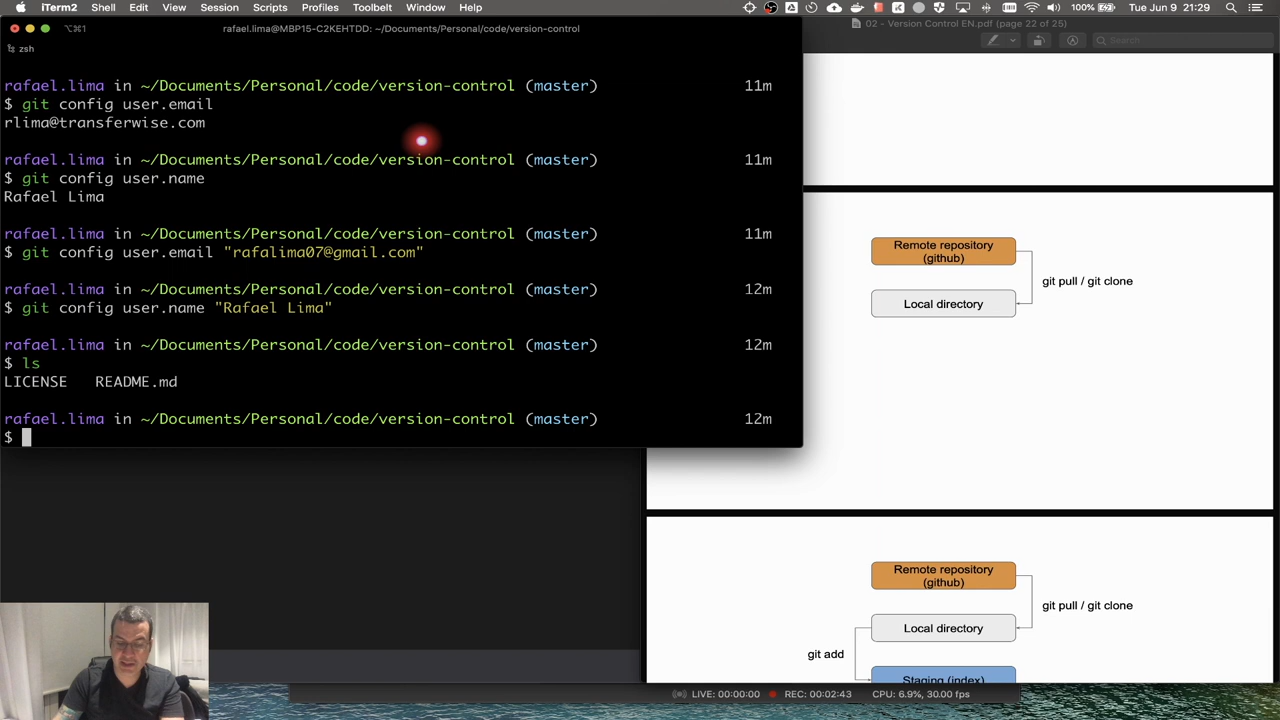 iTerm2 Shell Edit View Session Scripts Profiles Toolbelt Window Help
100% Tue Jun 9 21:29
⌥⌘1
rafael.lima@MBP15-C2KEHTDD: ~/Documents/Personal/code/version-control
02 - Version Control EN.pdf (page 22 of 25)
Search
zsh
rafael.lima in ~/Documents/Personal/code/version-control (master) 11m
$ git config user.email
rlima@transferwise.com
rafael.lima in ~/Documents/Personal/code/version-control (master) 11m
$ git config user.name
Rafael Lima
rafael.lima in ~/Documents/Personal/code/version-control (master) 11m
$ git config user.email "rafalima07@gmail.com"
rafael.lima in ~/Documents/Personal/code/version-control (master) 12m
$ git config user.name "Rafael Lima"
rafael.lima in ~/Documents/Personal/code/version-control (master) 12m
$ ls
LICENSE README.md
rafael.lima in ~/Documents/Personal/code/version-control (master) 12m
$
Remote repository
(github)
git pull / git clone
Local directory
Remote repository
(github)
git pull / git clone
Local directory
git add
Staging (index)
LIVE: 00:00:00 REC: 00:02:43 CPU: 6.9%, 30.00 fps